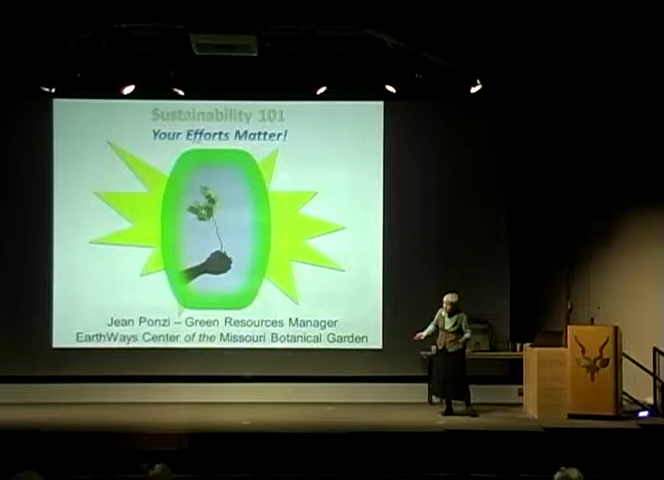 Sustainability 101
Your Efforts Matter!
Jean Ponzi – Green Resources Manager
EarthWays Center of the Missouri Botanical Garden